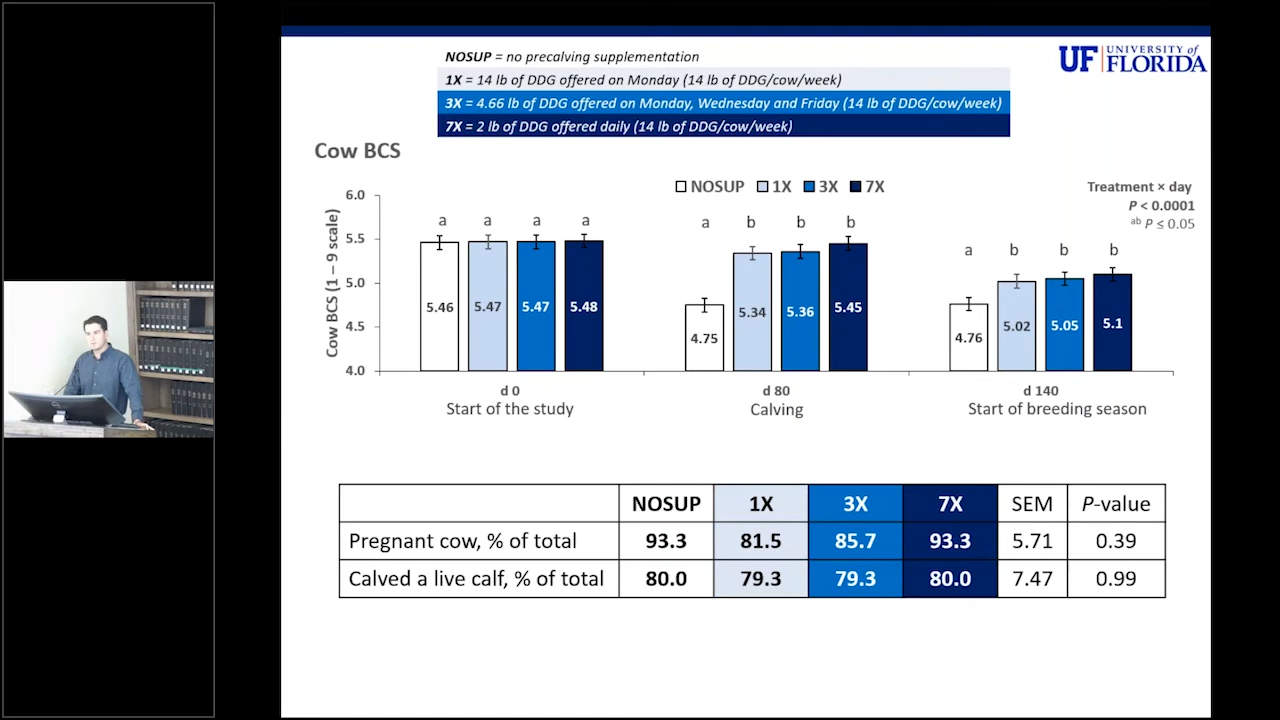 NOSUP = no precalving supplementation
1X = 14 lb of DDG offered on Monday (14 lb of DDG/cow/week)
3X = 4.66 lb of DDG offered on Monday, Wednesday and Friday (14 lb of DDG/cow/week)
7X = 2 lb of DDG offered daily (14 lb of DDG/cow/week)
UF UNIVERSITY of FLORIDA
Cow BCS
NOSUP 1X 3X 7X
Treatment × day
P < 0.0001
ab P ≤ 0.05
Cow BCS (1 – 9 scale)
6.0
5.5
5.0
4.5
4.0
a a a a
5.46 5.47 5.47 5.48
a b b b
4.75 5.34 5.36 5.45
a b b b
4.76 5.02 5.05 5.1
d 0 d 80 d 140
Start of the study Calving Start of breeding season
NOSUP 1X 3X 7X SEM P-value
Pregnant cow, % of total 93.3 81.5 85.7 93.3 5.71 0.39
Calved a live calf, % of total 80.0 79.3 79.3 80.0 7.47 0.99